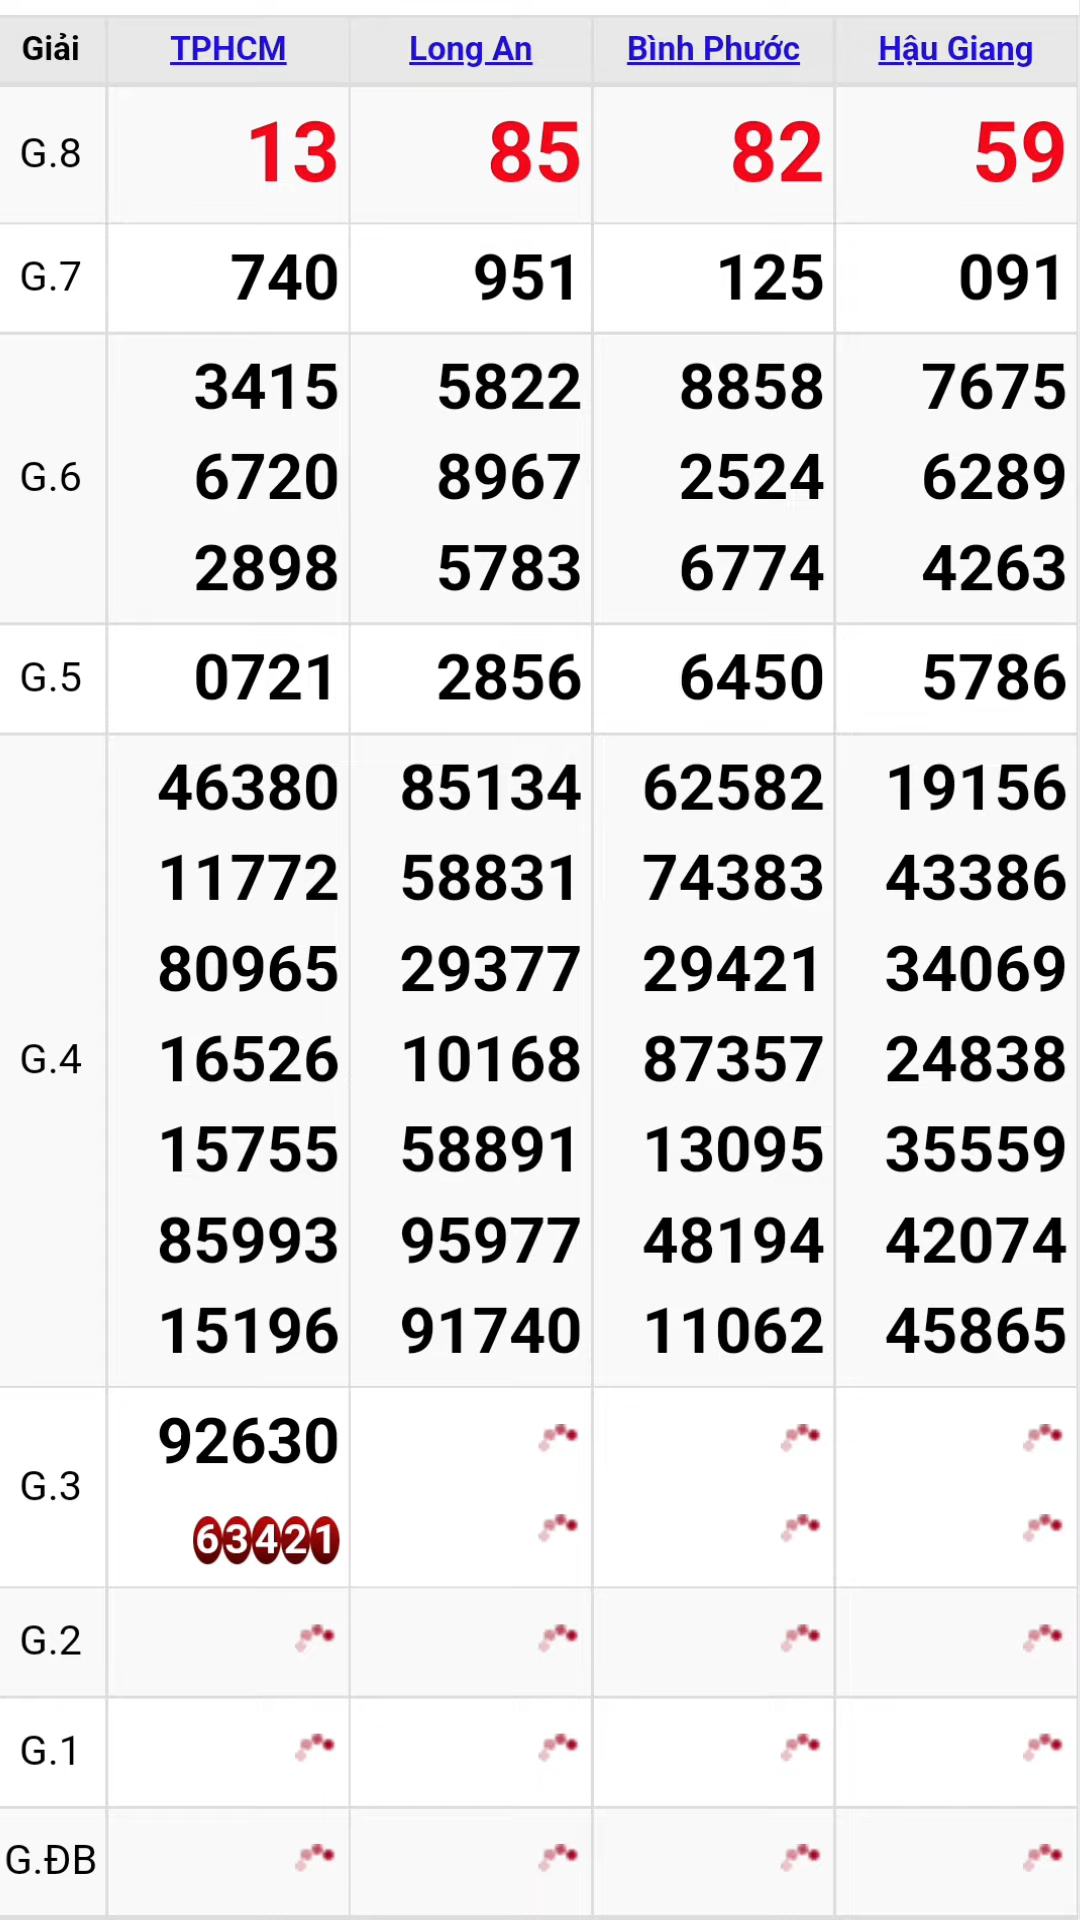 Giải TPHCM Long An Bình Phước Hậu Giang
G.8 13 85 82 59
G.7 740 951 125 091
3415 5822 8858 7675
G.6 6720 8967 2524 6289
2898 5783 6774 4263
G.5 0721 2856 6450 5786
46380 85134 62582 19156
11772 58831 74383 43386
80965 29377 29421 34069
G.4 16526 10168 87357 24838
15755 58891 13095 35559
85993 95977 48194 42074
15196 91740 11062 45865
92630
G.3
63421
G.2
G.1
G.ĐB